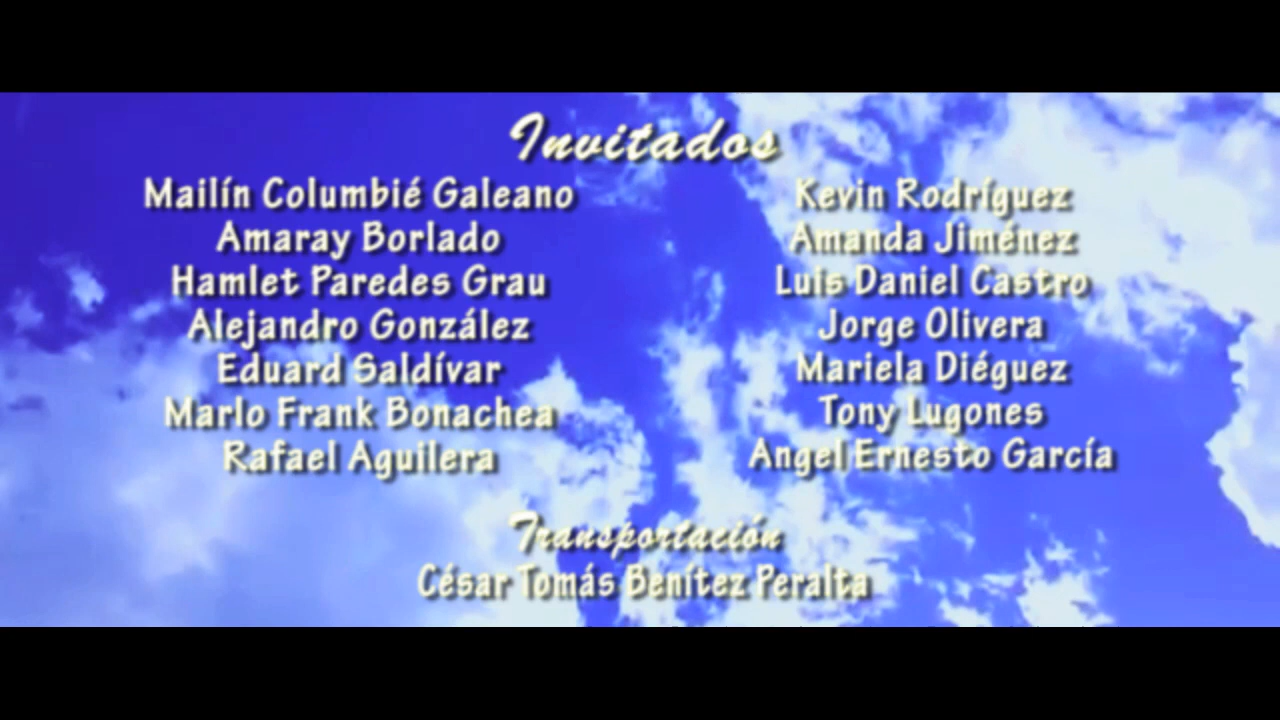 Invitados
Mailín Columbié Galeano
Amaray Borlado
Hamlet Paredes Grau
Alejandro González
Eduard Saldívar
Marlo Frank Bonachea
Rafael Aguilera
Kevin Rodríguez
Amanda Jiménez
Luis Daniel Castro
Jorge Olivera
Mariela Diéguez
Tony Lugones
Angel Ernesto García
Transportación
César Tomás Benítez Peralta